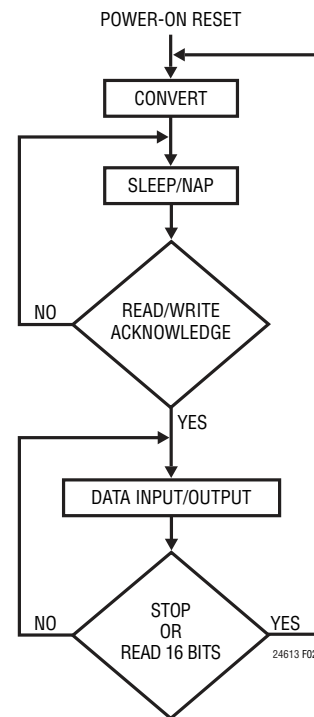 POWER-ON RESET
CONVERT
SLEEP/NAP
NO
READ/WRITE
ACKNOWLEDGE
YES
DATA INPUT/OUTPUT
NO
STOP
OR
READ 16 BITS
YES
24613 F02